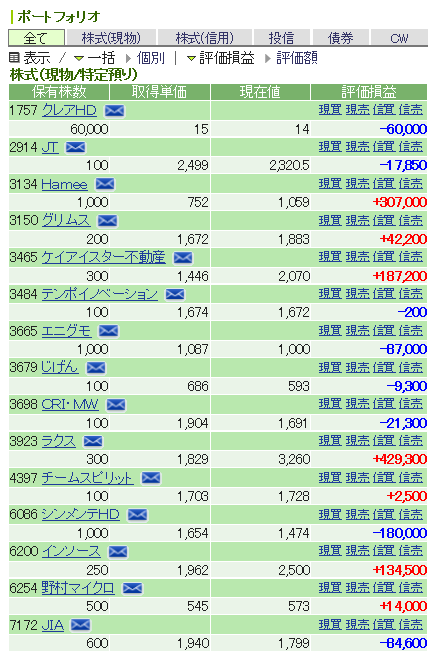 ポートフォリオ
全て 株式(現物) 株式(信用) 投信 債券 CW
表示 / 一括 個別 | 評価損益 評価額
株式(現物/特定預り)
保有株数 取得単価 現在値 評価損益
1757 クレアHD 現買 現売 信買 信売
60,000 15 14 -60,000
2914 JT 現買 現売 信買 信売
100 2,499 2,320.5 -17,850
3134 Hamee 現買 現売 信買 信売
1,000 752 1,059 +307,000
3150 グリムス 現買 現売 信買 信売
200 1,672 1,883 +42,200
3465 ケイアイスター不動産 現買 現売 信買 信売
300 1,446 2,070 +187,200
3484 テンポイノベーション 現買 現売 信買 信売
100 1,674 1,672 -200
3665 エニグモ 現買 現売 信買 信売
1,000 1,087 1,000 -87,000
3679 じげん 現買 現売 信買 信売
100 686 593 -9,300
3698 CRI・MW 現買 現売 信買 信売
100 1,904 1,691 -21,300
3923 ラクス 現買 現売 信買 信売
300 1,829 3,260 +429,300
4397 チームスピリット 現買 現売 信買 信売
100 1,703 1,728 +2,500
6086 シンメンテHD 現買 現売 信買 信売
1,000 1,654 1,474 -180,000
6200 インソース 現買 現売 信買 信売
250 1,962 2,500 +134,500
6254 野村マイクロ 現買 現売 信買 信売
500 545 573 +14,000
7172 JIA 現買 現売 信買 信売
600 1,940 1,799 -84,600